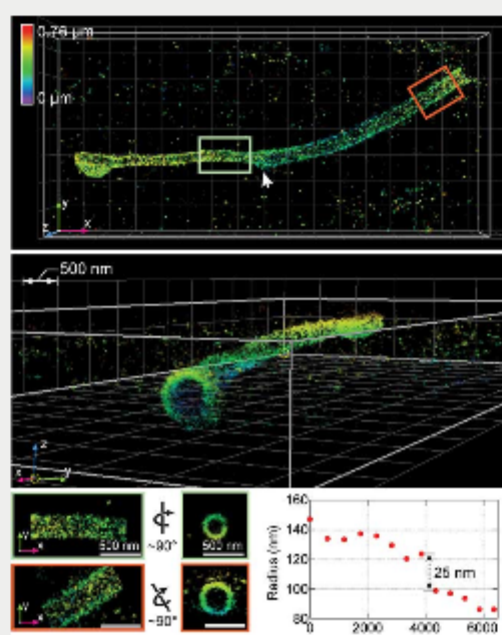 0.76 μm
0 μm
y
z
x
500 nm
z
x
y
y
x
500 nm
~90°
500 nm
y
x
~90°
160
140
120
100
80
Radius (nm)
25 nm
0
2000
4000
6000